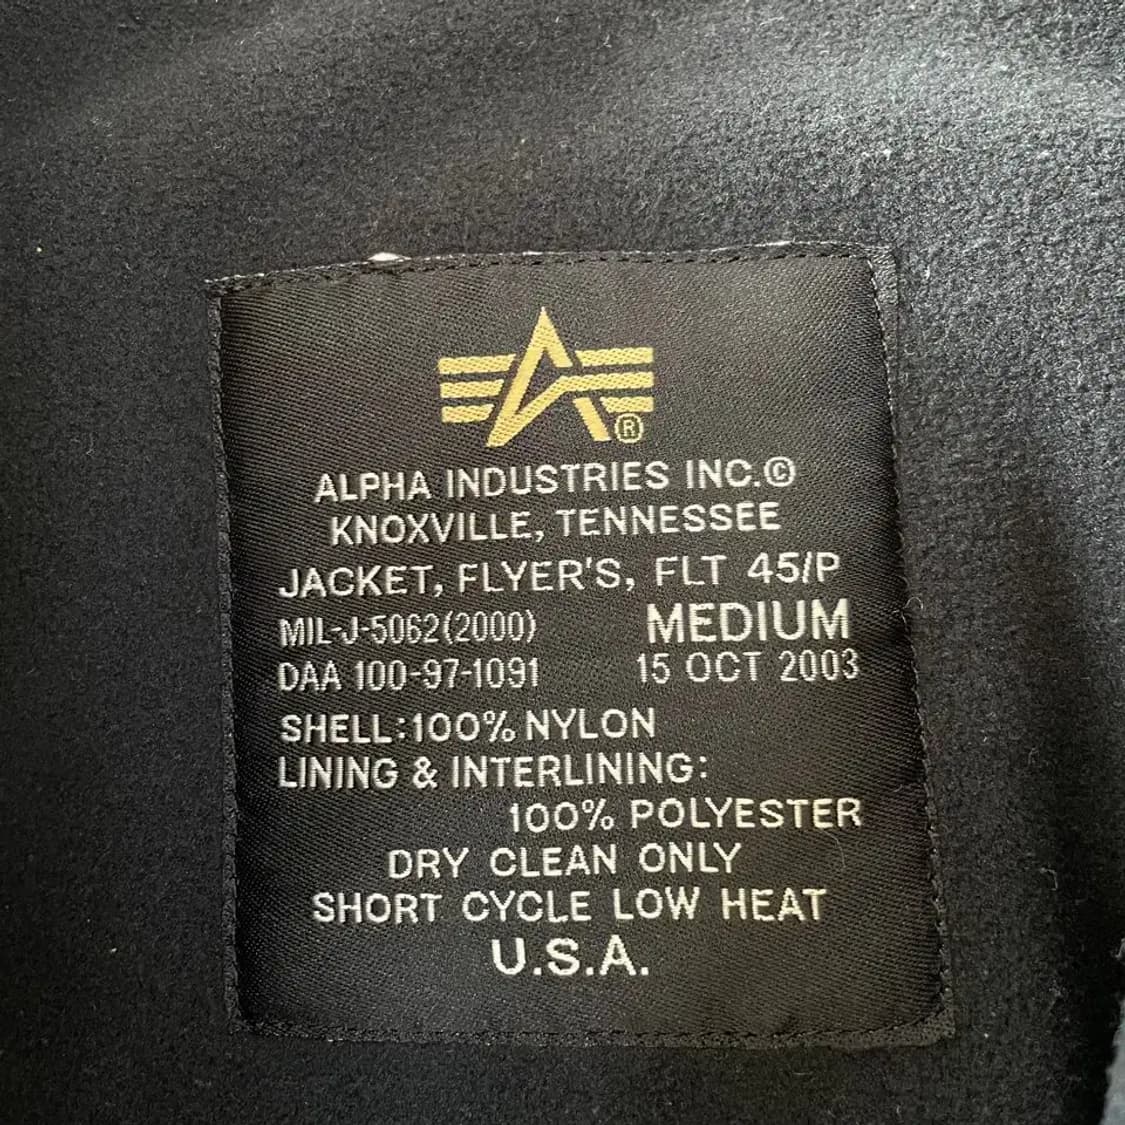 ®
ALPHA INDUSTRIES INC.©
KNOXVILLE, TENNESSEE
JACKET, FLYER'S, FLT 45/P
MIL-J-5062(2000) MEDIUM
DAA 100-97-1091 15 OCT 2003
SHELL:100% NYLON
LINING & INTERLINING:
100% POLYESTER
DRY CLEAN ONLY
SHORT CYCLE LOW HEAT
U.S.A.